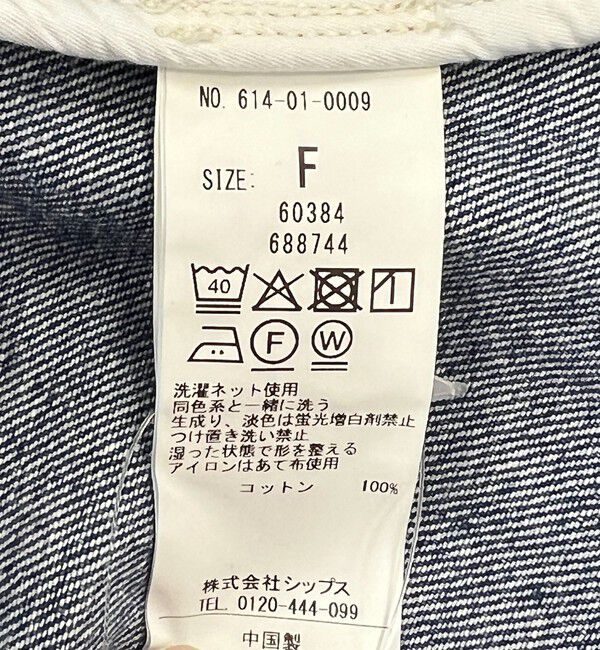 NO. 614-01-0009
SIZE: F
60384
688744
40
F W
洗濯ネット使用
同色系と一緒に洗う
生成り、淡色は蛍光増白剤禁止
つけ置き洗い禁止
湿った状態で形を整える
アイロンはあて布使用
コットン 100%
株式会社シップス
TEL. 0120-444-099
中国製